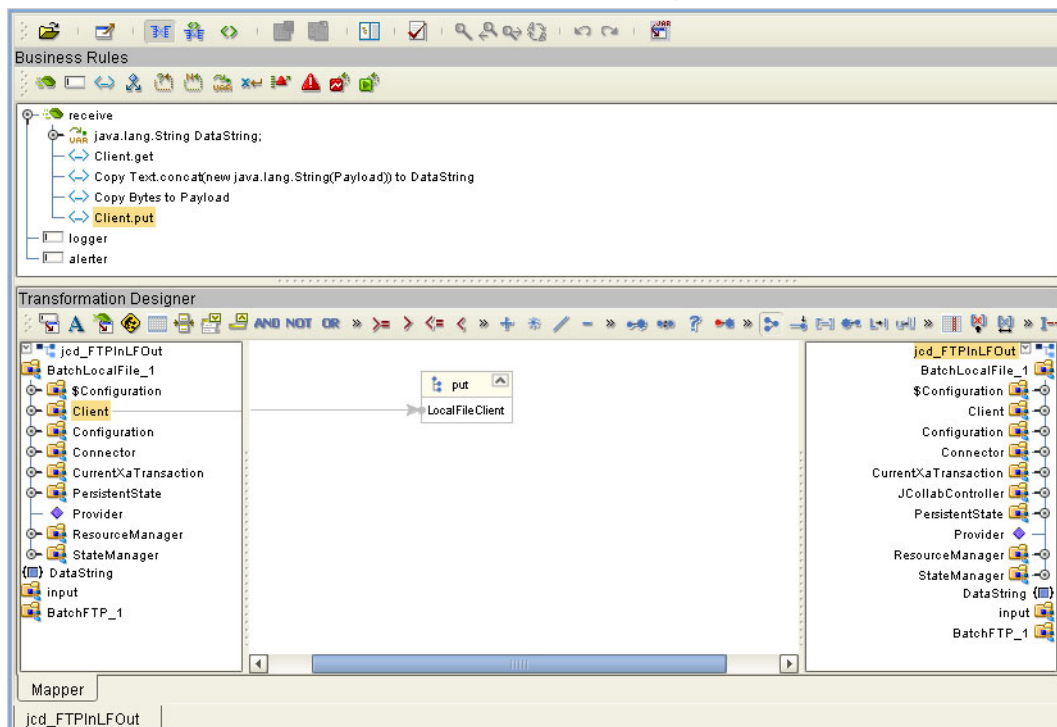 JAR
Business Rules
receive
VAR java.lang.String DataString;
Client.get
Copy Text.concat(new java.lang.String(Payload)) to DataString
Copy Bytes to Payload
Client.put
logger
alerter
Transformation Designer
A AND NOT OR » >= > <= < » + * / - » » ? » » »
jcd_FTPInLFOut
BatchLocalFile_1
$Configuration
Client
Configuration
Connector
CurrentXaTransaction
PersistentState
Provider
ResourceManager
StateManager
{ } DataString
input
BatchFTP_1
put
LocalFileClient
jcd_FTPInLFOut
BatchLocalFile_1
$Configuration
Client
Configuration
Connector
CurrentXaTransaction
JCollabController
PersistentState
Provider
ResourceManager
StateManager
DataString { }
input
BatchFTP_1
Mapper
jcd_FTPInLFOut